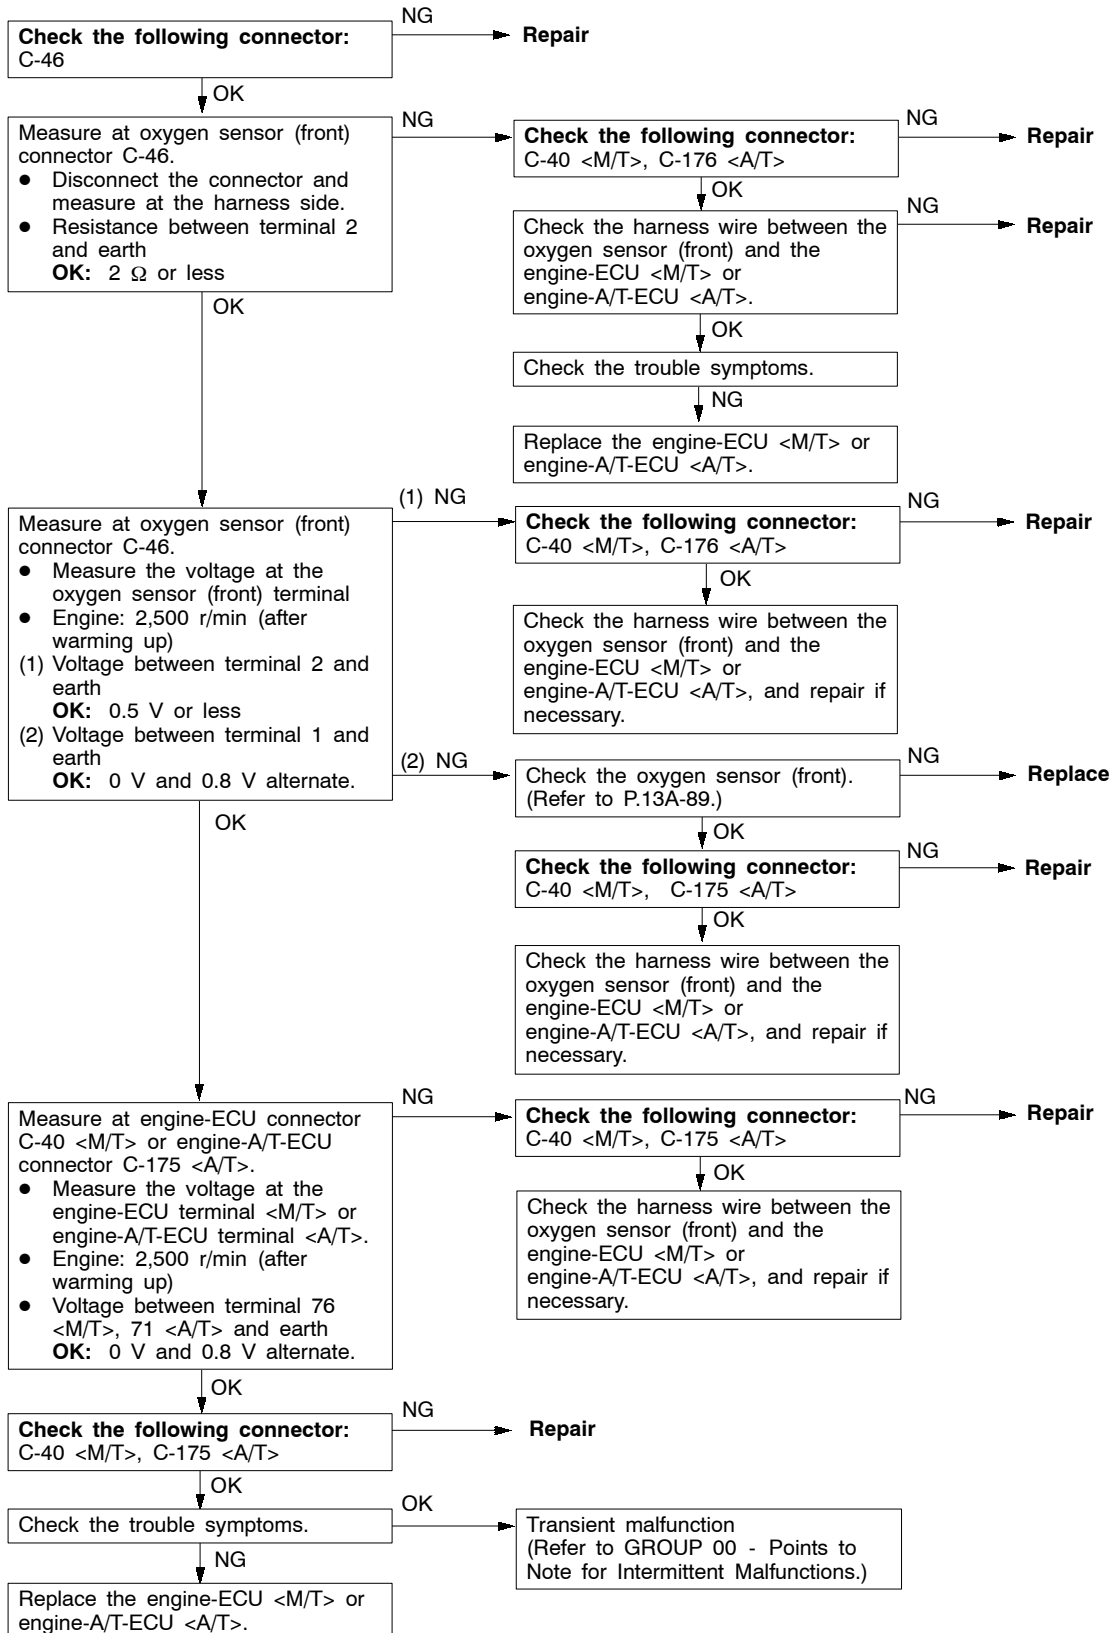 NG
Check the following connector:
C-46
Repair
OK
Measure at oxygen sensor (front)
connector C-46.
● Disconnect the connector and
measure at the harness side.
● Resistance between terminal 2
and earth
OK: 2 Ω or less
NG
Check the following connector:
C-40 <M/T>, C-176 <A/T>
NG
Repair
OK
Check the harness wire between the
oxygen sensor (front) and the
engine-ECU <M/T> or
engine-A/T-ECU <A/T>.
NG
Repair
OK
Check the trouble symptoms.
NG
Replace the engine-ECU <M/T> or
engine-A/T-ECU <A/T>.
OK
Measure at oxygen sensor (front)
connector C-46.
● Measure the voltage at the
oxygen sensor (front) terminal
● Engine: 2,500 r/min (after
warming up)
(1) Voltage between terminal 2 and
earth
OK: 0.5 V or less
(2) Voltage between terminal 1 and
earth
OK: 0 V and 0.8 V alternate.
(1) NG
Check the following connector:
C-40 <M/T>, C-176 <A/T>
NG
Repair
OK
Check the harness wire between the
oxygen sensor (front) and the
engine-ECU <M/T> or
engine-A/T-ECU <A/T>, and repair if
necessary.
(2) NG
Check the oxygen sensor (front).
(Refer to P.13A-89.)
NG
Replace
OK
Check the following connector:
C-40 <M/T>, C-175 <A/T>
NG
Repair
OK
Check the harness wire between the
oxygen sensor (front) and the
engine-ECU <M/T> or
engine-A/T-ECU <A/T>, and repair if
necessary.
OK
Measure at engine-ECU connector
C-40 <M/T> or engine-A/T-ECU
connector C-175 <A/T>.
● Measure the voltage at the
engine-ECU terminal <M/T> or
engine-A/T-ECU terminal <A/T>.
● Engine: 2,500 r/min (after
warming up)
● Voltage between terminal 76
<M/T>, 71 <A/T> and earth
OK: 0 V and 0.8 V alternate.
NG
Check the following connector:
C-40 <M/T>, C-175 <A/T>
NG
Repair
OK
Check the harness wire between the
oxygen sensor (front) and the
engine-ECU <M/T> or
engine-A/T-ECU <A/T>, and repair if
necessary.
OK
Check the following connector:
C-40 <M/T>, C-175 <A/T>
NG
Repair
OK
Check the trouble symptoms.
OK
Transient malfunction
(Refer to GROUP 00 - Points to
Note for Intermittent Malfunctions.)
NG
Replace the engine-ECU <M/T> or
engine-A/T-ECU <A/T>.